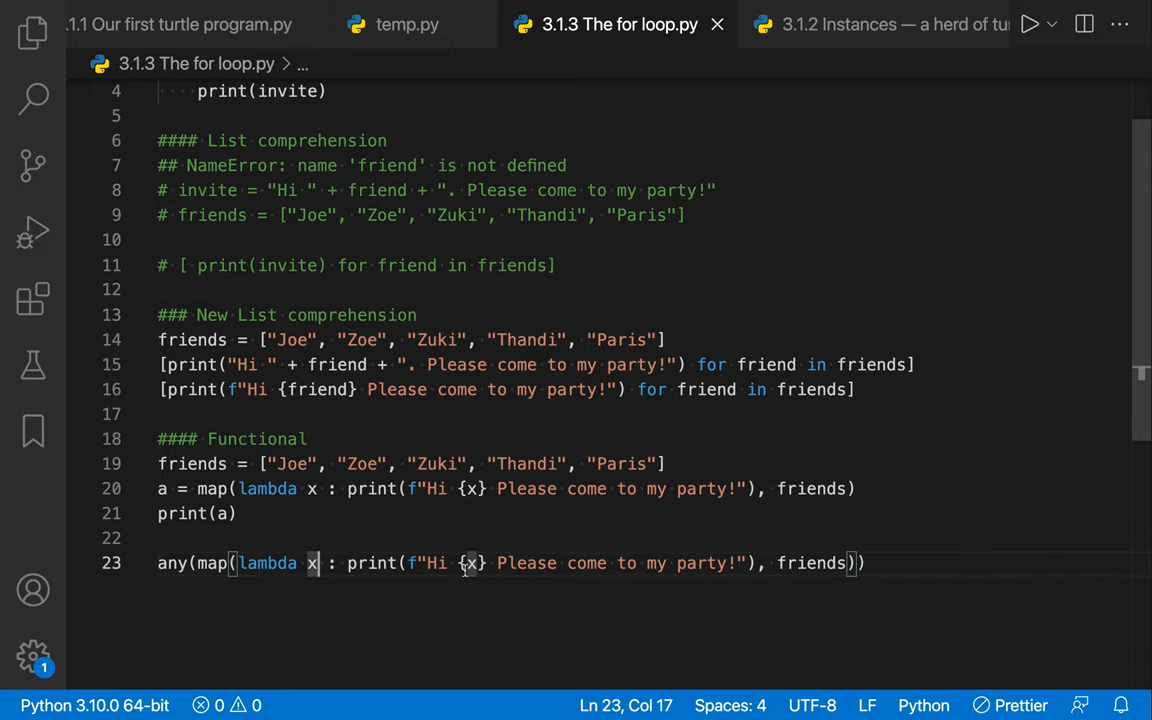 .1.1 Our first turtle program.py temp.py 3.1.3 The for loop.py 3.1.2 Instances — a herd of tu
3.1.3 The for loop.py > ...
4 print(invite)
5
6 #### List comprehension
7 ## NameError: name 'friend' is not defined
8 # invite = "Hi " + friend + ". Please come to my party!"
9 # friends = ["Joe", "Zoe", "Zuki", "Thandi", "Paris"]
10
11 # [ print(invite) for friend in friends]
12
13 ### New List comprehension
14 friends = ["Joe", "Zoe", "Zuki", "Thandi", "Paris"]
15 [print("Hi " + friend + ". Please come to my party!") for friend in friends]
16 [print(f"Hi {friend} Please come to my party!") for friend in friends]
17
18 #### Functional
19 friends = ["Joe", "Zoe", "Zuki", "Thandi", "Paris"]
20 a = map(lambda x : print(f"Hi {x} Please come to my party!"), friends)
21 print(a)
22
23 any(map(lambda x : print(f"Hi {x} Please come to my party!"), friends))
1
Python 3.10.0 64-bit 0 0 Ln 23, Col 17 Spaces: 4 UTF-8 LF Python Prettier